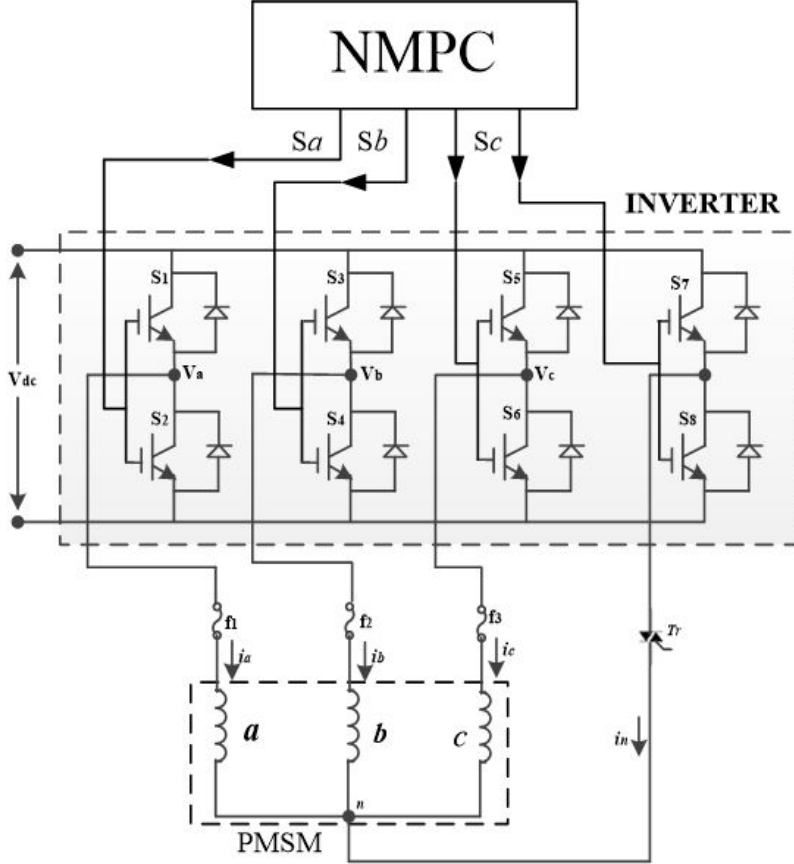 NMPC
Sa Sb Sc
INVERTER
S1 S3 S5 S7
Vdc Va Vb Vc
S2 S4 S6 S8
f1 f2 f3 Tr
ia ib ic
a b c in
n
PMSM